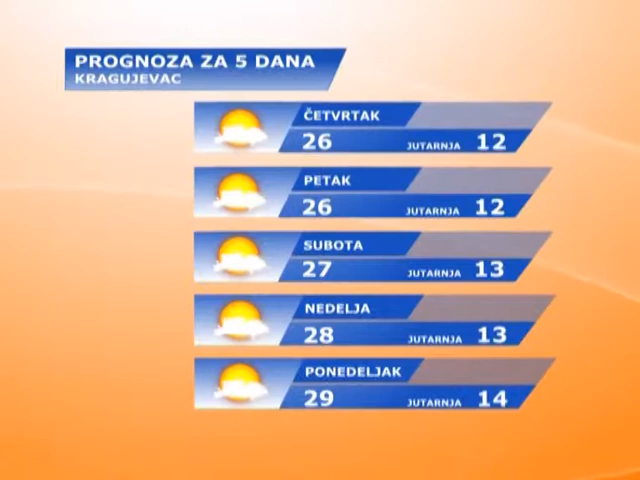 PROGNOZA ZA 5 DANA
KRAGUJEVAC
ČETVRTAK
26 JUTARNJA 12
PETAK
26 JUTARNJA 12
SUBOTA
27 JUTARNJA 13
NEDELJA
28 JUTARNJA 13
PONEDELJAK
29 JUTARNJA 14